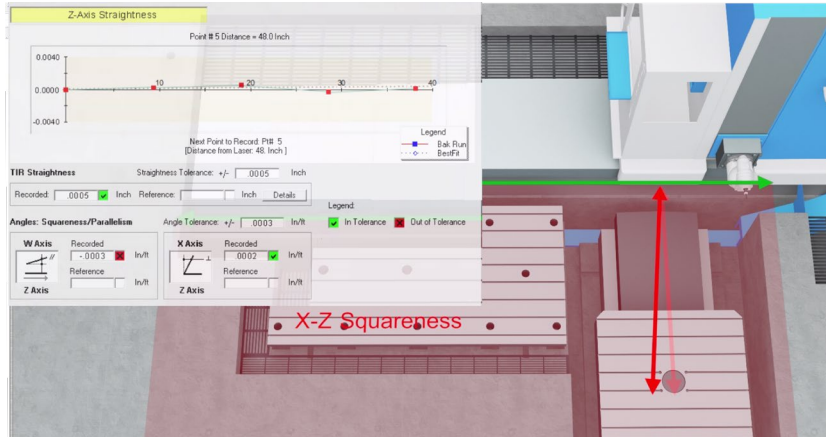 Z-Axis Straightness
Point # 5 Distance = 48.0 Inch
0.0040
0.0000
-0.0040
10 20 30 40
Next Point to Record: Pt# 5
[Distance from Laser: 48. Inch ]
Legend
Bak Run
BestFit
TIR Straightness Straightness Tolerance: +/- .0005 Inch
Recorded: .0005 Inch Reference: Inch Details
Legend:
Angles: Squareness/Parallelism Angle Tolerance: +/- .0003 In/ft In Tolerance Out of Tolerance
W Axis Recorded X Axis Recorded
-.0003 In/ft .0002 In/ft
Reference Reference
In/ft In/ft
Z Axis Z Axis
X-Z Squareness